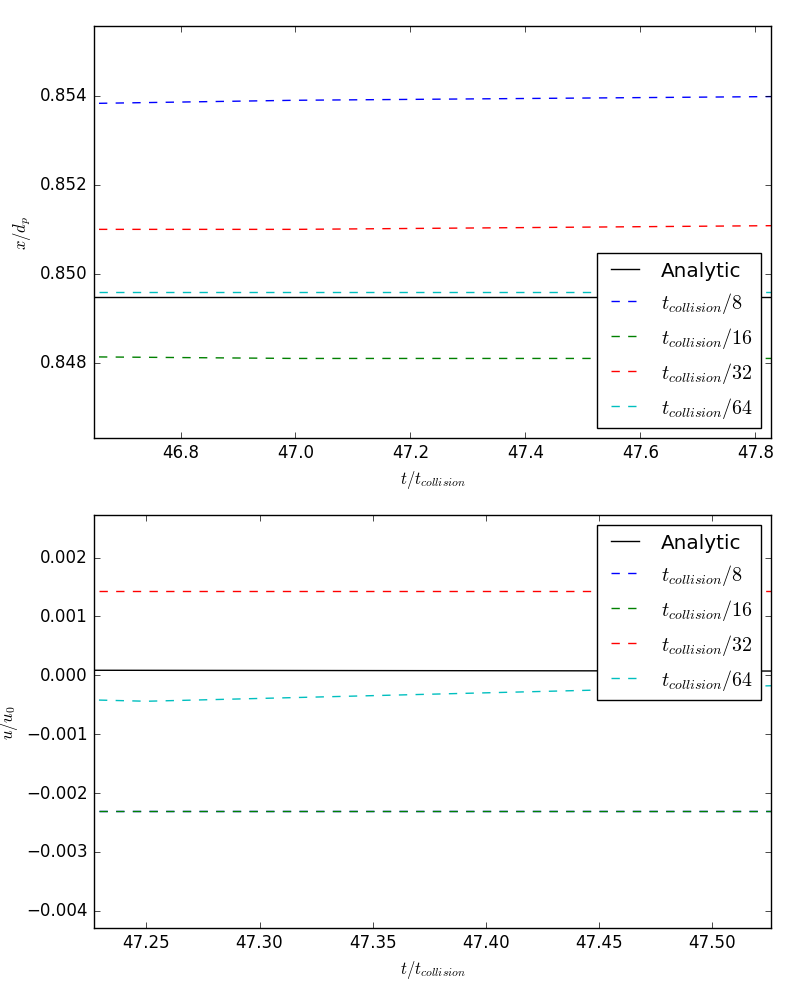 0.854
0.852
0.850
0.848
x/d_p
Analytic
t_collision/8
t_collision/16
t_collision/32
t_collision/64
46.8 47.0 47.2 47.4 47.6 47.8
t/t_collision
0.002
0.001
0.000
−0.001
−0.002
−0.003
−0.004
u/u_0
Analytic
t_collision/8
t_collision/16
t_collision/32
t_collision/64
47.25 47.30 47.35 47.40 47.45 47.50
t/t_collision